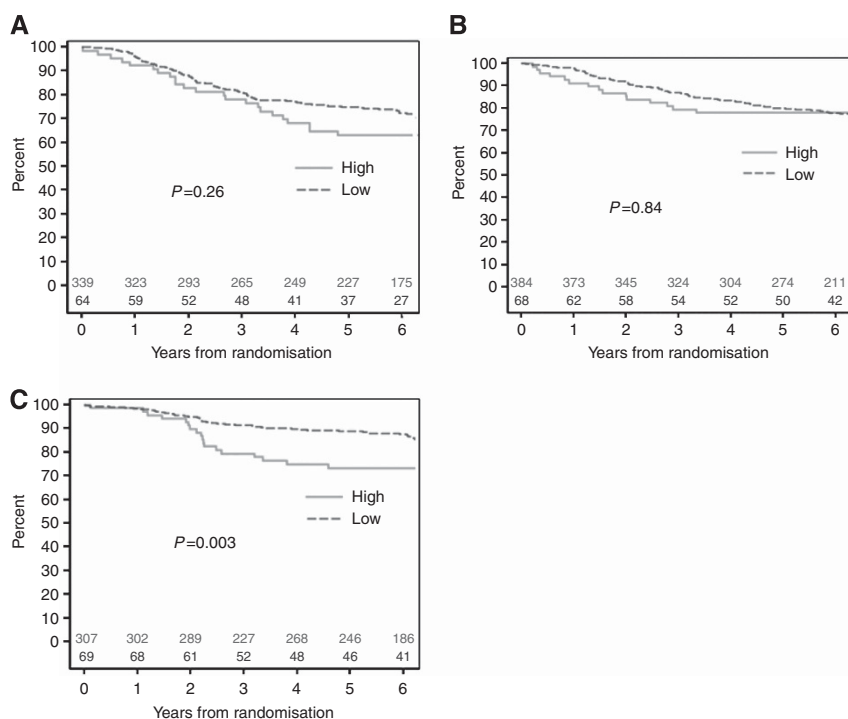 A
100
90
80
70
60
50
40
30
20
10
0
Percent
High
Low
P=0.26
339 323 293 265 249 227 175
64 59 52 48 41 37 27
0 1 2 3 4 5 6
Years from randomisation
B
100
90
80
70
60
50
40
30
20
10
0
Percent
High
Low
P=0.84
384 373 345 324 304 274 211
68 62 58 54 52 50 42
0 1 2 3 4 5 6
Years from randomisation
C
100
90
80
70
60
50
40
30
20
10
0
Percent
High
Low
P=0.003
307 302 289 227 268 246 186
69 68 61 52 48 46 41
0 1 2 3 4 5 6
Years from randomisation